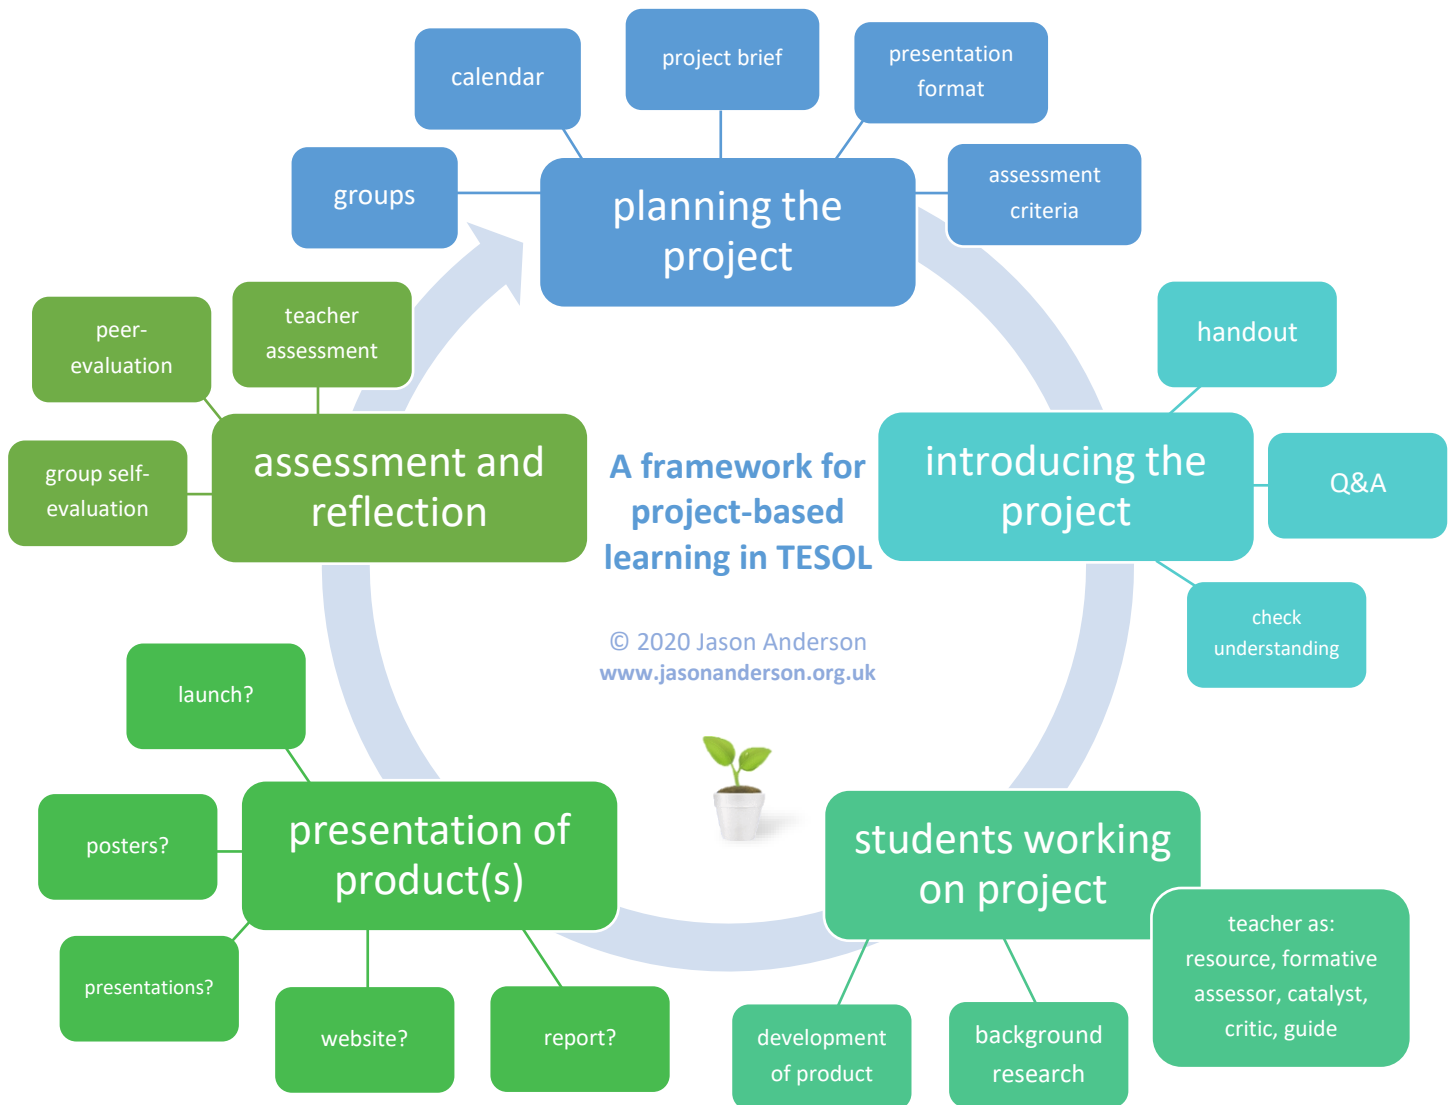 calendar
project brief
presentation
format
groups
planning the
project
assessment
criteria
handout
introducing the
project
Q&A
check
understanding
students working
on project
teacher as:
resource, formative
assessor, catalyst,
critic, guide
background
research
development
of product
presentation of
product(s)
report?
website?
presentations?
posters?
launch?
assessment and
reflection
group self-
evaluation
peer-
evaluation
teacher
assessment
A framework for
project-based
learning in TESOL
© 2020 Jason Anderson
www.jasonanderson.org.uk